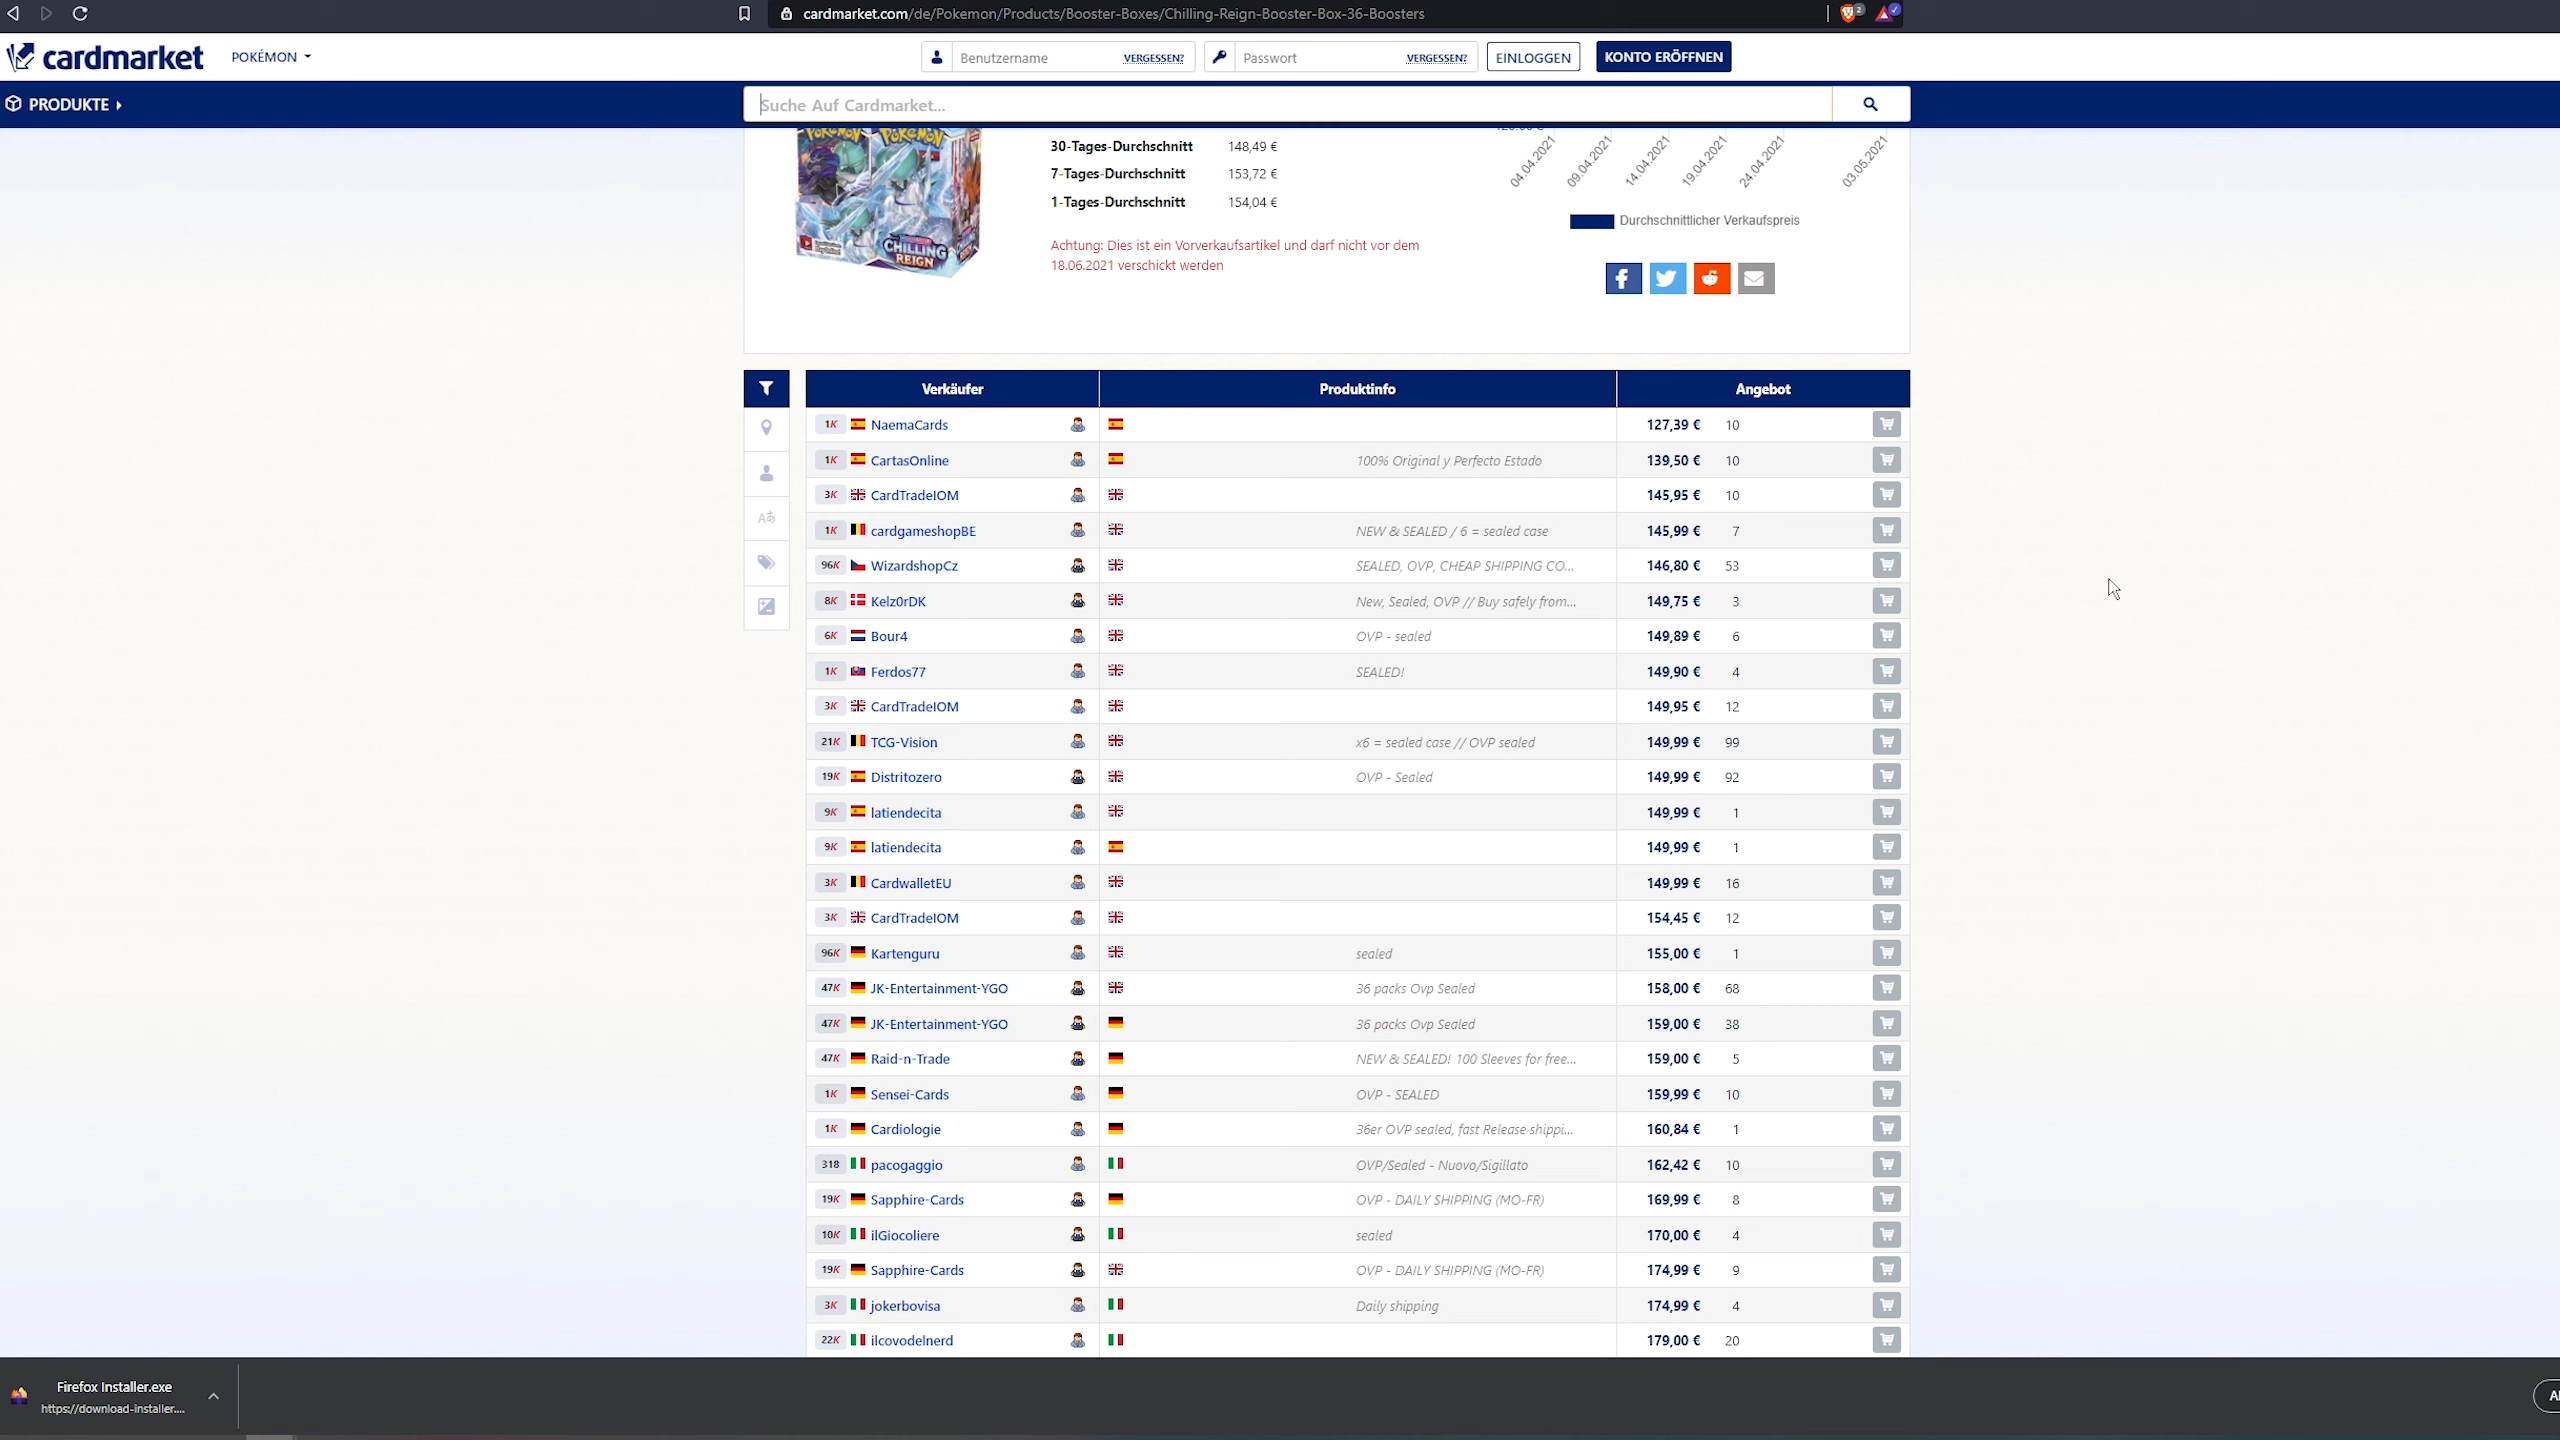 cardmarket.com/de/Pokemon/Products/Booster-Boxes/Chilling-Reign-Booster-Box-36-Boosters
2
cardmarket POKÉMON Benutzername VERGESSEN? Passwort VERGESSEN? EINLOGGEN KONTO ERÖFFNEN
PRODUKTE Suche Auf Cardmarket...
POKÉMON POKÉMON
CHILLING REIGN
30-Tages-Durchschnitt 148,49 €
7-Tages-Durchschnitt 153,72 €
1-Tages-Durchschnitt 154,04 €
Achtung: Dies ist ein Vorverkaufsartikel und darf nicht vor dem
18.06.2021 verschickt werden
04.04.2021 09.04.2021 14.04.2021 19.04.2021 24.04.2021 03.05.2021
Durchschnittlicher Verkaufspreis
Verkäufer Produktinfo Angebot
1K NaemaCards 127,39 € 10
1K CartasOnline 100% Original y Perfecto Estado 139,50 € 10
3K CardTradeIOM 145,95 € 10
1K cardgameshopBE NEW & SEALED / 6 = sealed case 145,99 € 7
96K WizardshopCz SEALED, OVP, CHEAP SHIPPING CO... 146,80 € 53
8K Kelz0rDK New, Sealed, OVP // Buy safely from... 149,75 € 3
6K Bour4 OVP - sealed 149,89 € 6
1K Ferdos77 SEALED! 149,90 € 4
3K CardTradeIOM 149,95 € 12
21K TCG-Vision x6 = sealed case // OVP sealed 149,99 € 99
19K Distritozero OVP - Sealed 149,99 € 92
9K latiendecita 149,99 € 1
9K latiendecita 149,99 € 1
3K CardwalletEU 149,99 € 16
3K CardTradeIOM 154,45 € 12
96K Kartenguru sealed 155,00 € 1
47K JK-Entertainment-YGO 36 packs Ovp Sealed 158,00 € 68
47K JK-Entertainment-YGO 36 packs Ovp Sealed 159,00 € 38
47K Raid-n-Trade NEW & SEALED! 100 Sleeves for free... 159,00 € 5
1K Sensei-Cards OVP - SEALED 159,99 € 10
1K Cardiologie 36er OVP sealed, fast Release shippi... 160,84 € 1
318 pacogaggio OVP/Sealed - Nuovo/Sigillato 162,42 € 10
19K Sapphire-Cards OVP - DAILY SHIPPING (MO-FR) 169,99 € 8
10K ilGiocoliere sealed 170,00 € 4
19K Sapphire-Cards OVP - DAILY SHIPPING (MO-FR) 174,99 € 9
3K jokerbovisa Daily shipping 174,99 € 4
22K ilcovodelnerd 179,00 € 20
Firefox Installer.exe
https://download-installer....